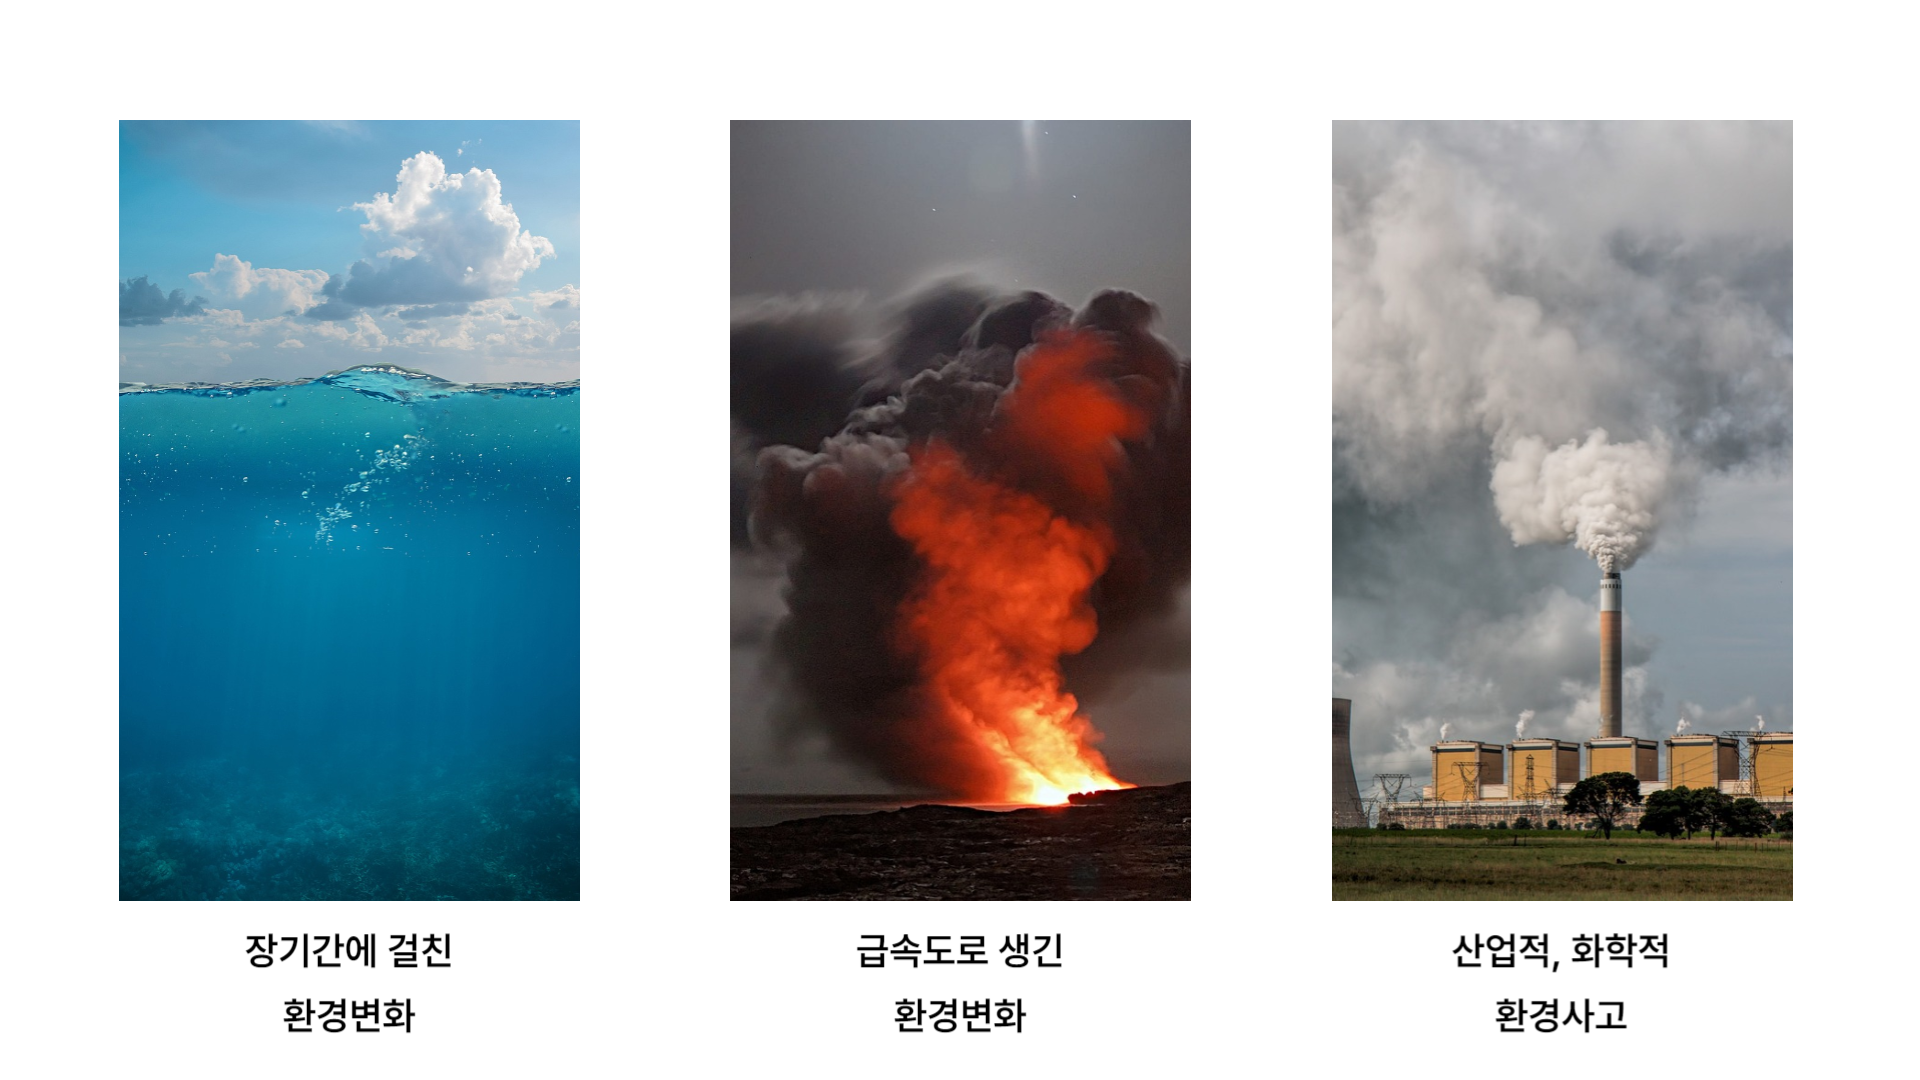 장기간에 걸친
환경변화
급속도로 생긴
환경변화
산업적, 화학적
환경사고